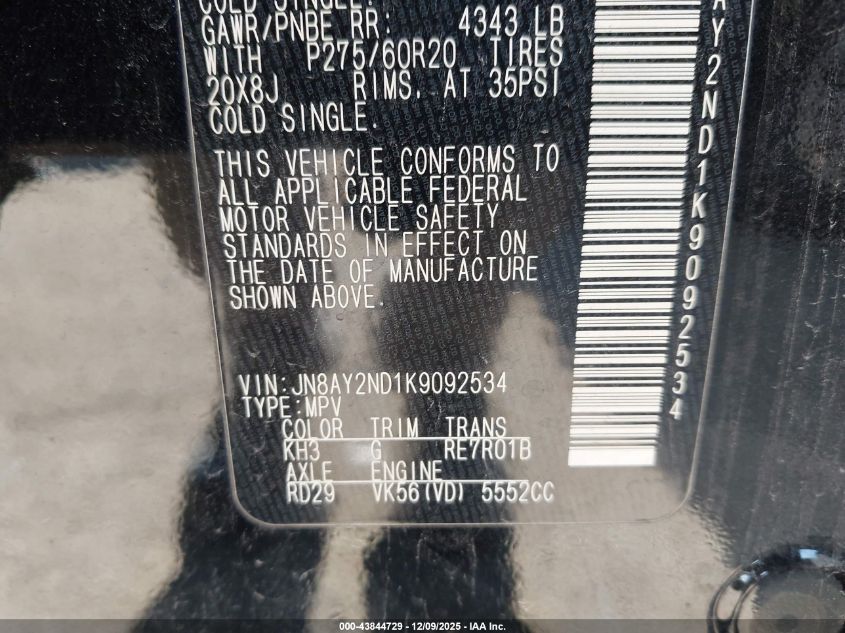 COLD SINGLE.
GAWR/PNBE RR: 4343 LB
WITH P275/60R20 TIRES
20X8J RIMS, AT 35PSI
COLD SINGLE.
THIS VEHICLE CONFORMS TO
ALL APPLICABLE FEDERAL
MOTOR VEHICLE SAFETY
STANDARDS IN EFFECT ON
THE DATE OF MANUFACTURE
SHOWN ABOVE.
VIN:JN8AY2ND1K9092534
TYPE:MPV
COLOR TRIM TRANS
KH3 G RE7R01B
AXLE ENGINE
RD29 VK56(VD) 5552CC
AY2ND1K9092534
000-43844729 - 12/09/2025 - IAA Inc.